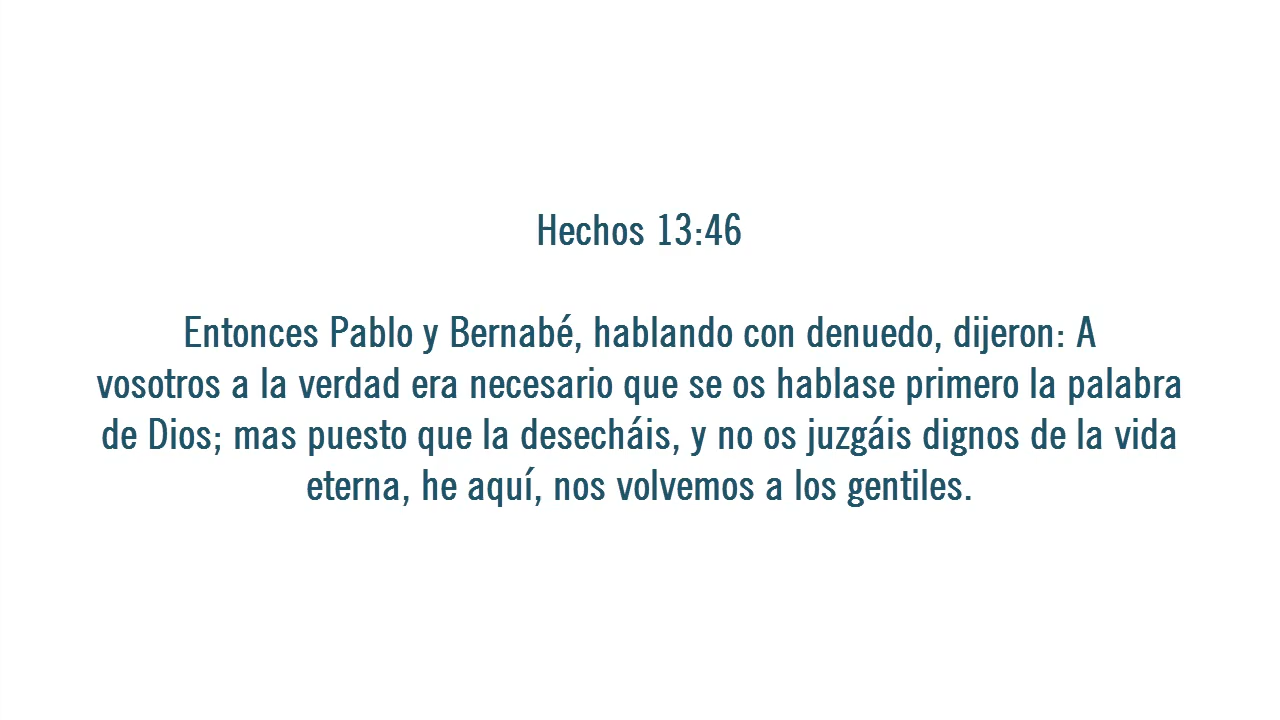 Hechos 13:46
Entonces Pablo y Bernabé, hablando con denuedo, dijeron: A
vosotros a la verdad era necesario que se os hablase primero la palabra
de Dios; mas puesto que la desecháis, y no os juzgáis dignos de la vida
eterna, he aquí, nos volvemos a los gentiles.